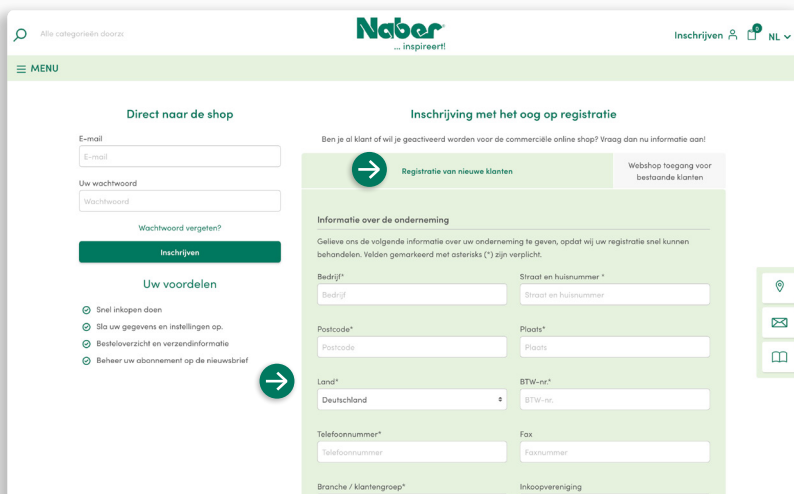 Alle categorieën doorzo
Naber
... inspireert!
Inschrijven
0
NL
MENU
Direct naar de shop
E-mail
E-mail
Uw wachtwoord
Wachtwoord
Wachtwoord vergeten?
Inschrijven
Uw voordelen
Snel inkopen doen
Sla uw gegevens en instellingen op.
Besteloverzicht en verzendinformatie
Beheer uw abonnement op de nieuwsbrief
Inschrijving met het oog op registratie
Ben je al klant of wil je geactiveerd worden voor de commerciële online shop? Vraag dan nu informatie aan!
Registratie van nieuwe klanten
Webshop toegang voor
bestaande klanten
Informatie over de onderneming
Gelieve ons de volgende informatie over uw onderneming te geven, opdat wij uw registratie snel kunnen
behandelen. Velden gemarkeerd met asterisks (*) zijn verplicht.
Bedrijf*
Bedrijf
Straat en huisnummer *
Straat en huisnummer
Postcode*
Postcode
Plaats*
Plaats
Land*
Deutschland
BTW-nr.*
BTW-nr.
Telefoonnummer*
Telefoonnummer
Fax
Faxnummer
Branche / klantengroep*
Inkoopvereniging